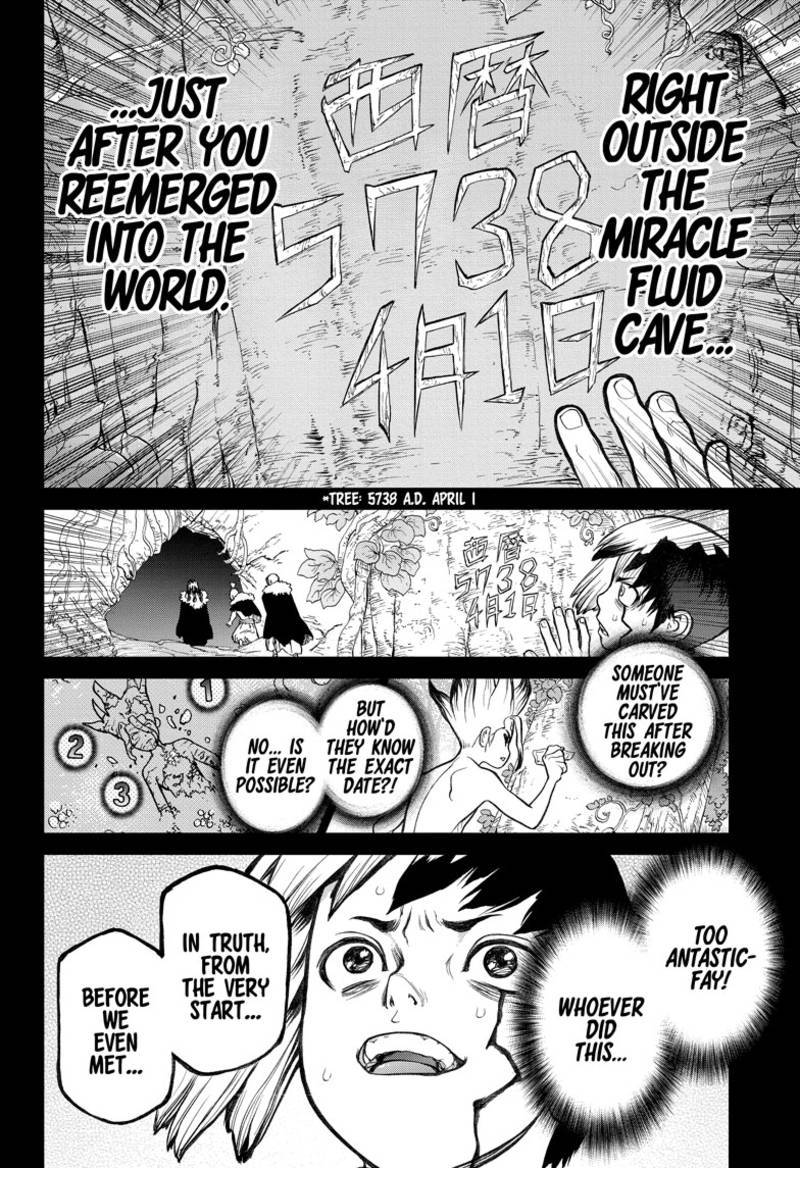 RIGHT
OUTSIDE
THE
MIRACLE
FLUID
CAVE...
西暦
5738
4月1日
...JUST
AFTER YOU
REEMERGED
INTO THE
WORLD.
*TREE: 5738 A.D. APRIL 1
西暦
5738
4月1日
SOMEONE
MUST'VE
CARVED
THIS AFTER
BREAKING
OUT?
BUT
HOW'D
THEY KNOW
THE EXACT
DATE?!
NO... IS
IT EVEN
POSSIBLE?
1
2
3
TOO
ANTASTIC-
FAY!
WHOEVER
DID
THIS...
IN TRUTH,
FROM
THE VERY
START...
BEFORE
WE
EVEN
MET...